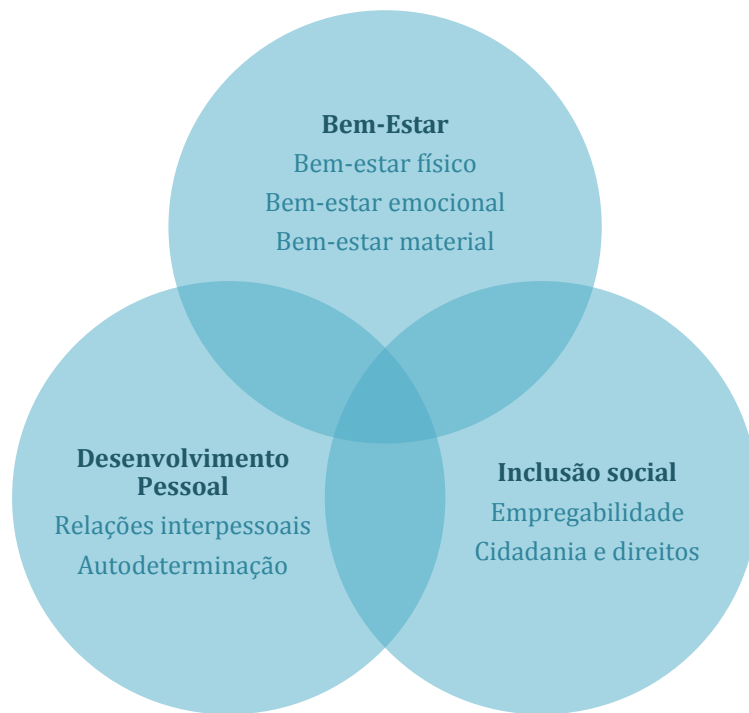 Bem-Estar
Bem-estar físico
Bem-estar emocional
Bem-estar material
Desenvolvimento
Pessoal
Relações interpessoais
Autodeterminação
Inclusão social
Empregabilidade
Cidadania e direitos